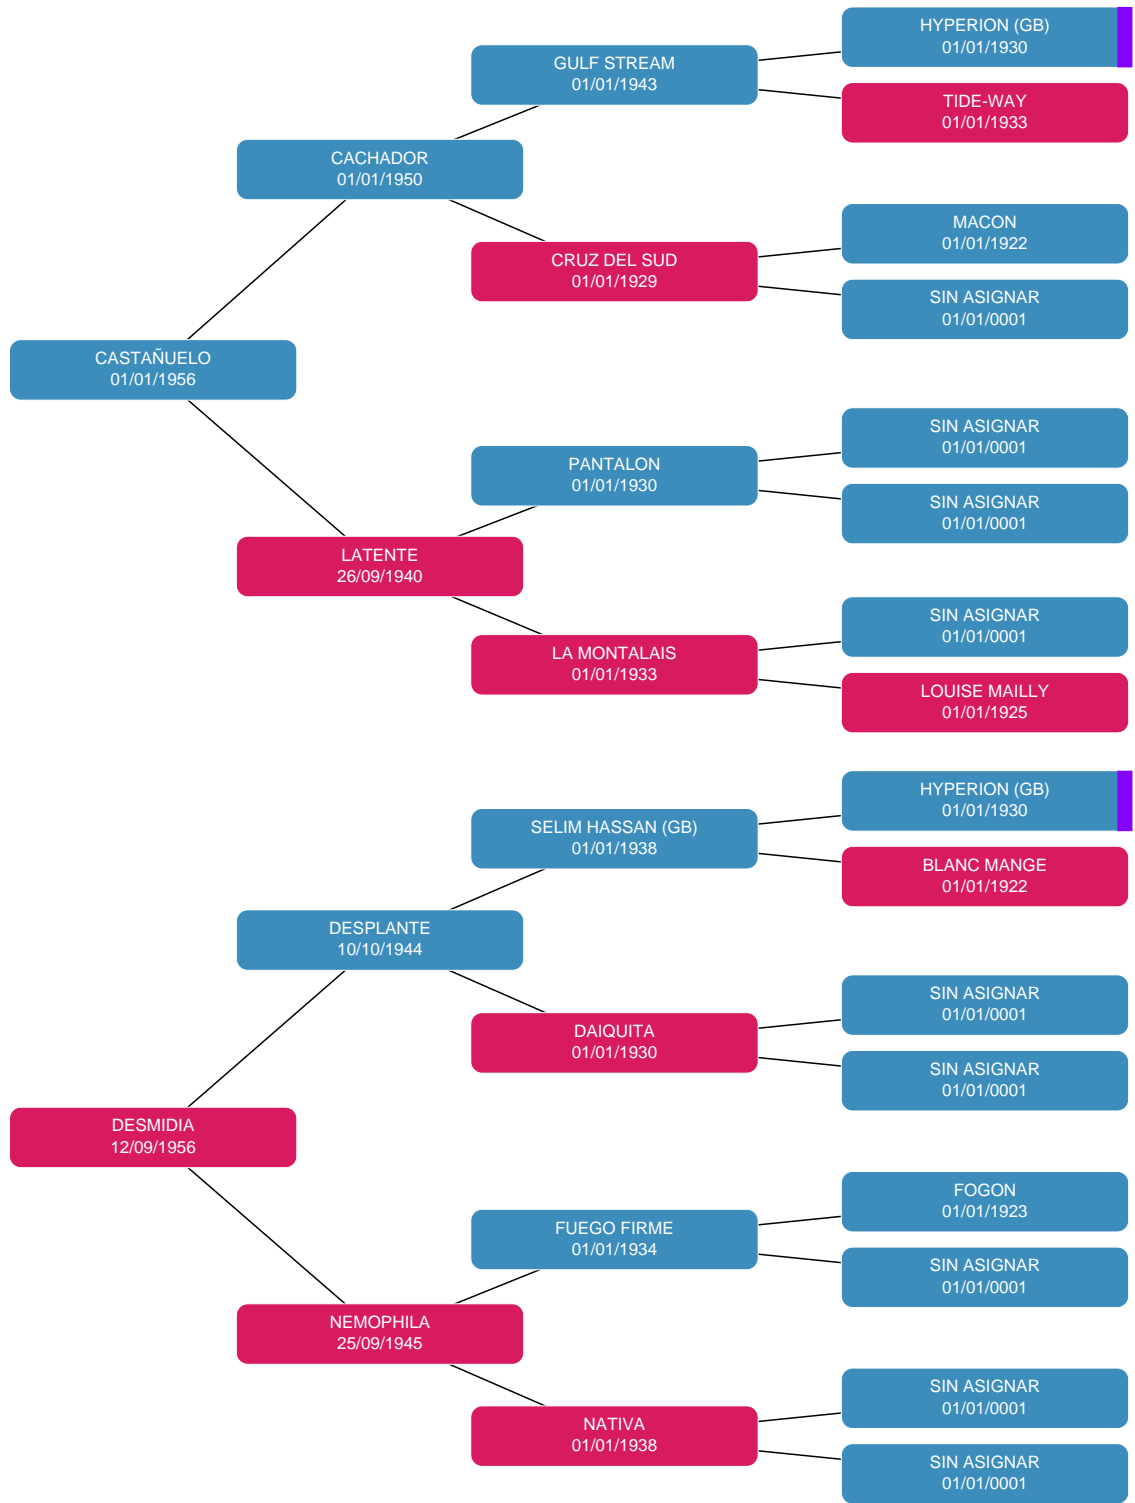 HYPERION (GB)
01/01/1930
GULF STREAM
01/01/1943
TIDE-WAY
01/01/1933
CACHADOR
01/01/1950
MACON
01/01/1922
CRUZ DEL SUD
01/01/1929
SIN ASIGNAR
01/01/0001
CASTAÑUELO
01/01/1956
SIN ASIGNAR
01/01/0001
PANTALON
01/01/1930
SIN ASIGNAR
01/01/0001
LATENTE
26/09/1940
SIN ASIGNAR
01/01/0001
LA MONTALAIS
01/01/1933
LOUISE MAILLY
01/01/1925
HYPERION (GB)
01/01/1930
SELIM HASSAN (GB)
01/01/1938
BLANC MANGE
01/01/1922
DESPLANTE
10/10/1944
SIN ASIGNAR
01/01/0001
DAIQUITA
01/01/1930
SIN ASIGNAR
01/01/0001
DESMIDIA
12/09/1956
FOGON
01/01/1923
FUEGO FIRME
01/01/1934
SIN ASIGNAR
01/01/0001
NEMOPHILA
25/09/1945
SIN ASIGNAR
01/01/0001
NATIVA
01/01/1938
SIN ASIGNAR
01/01/0001